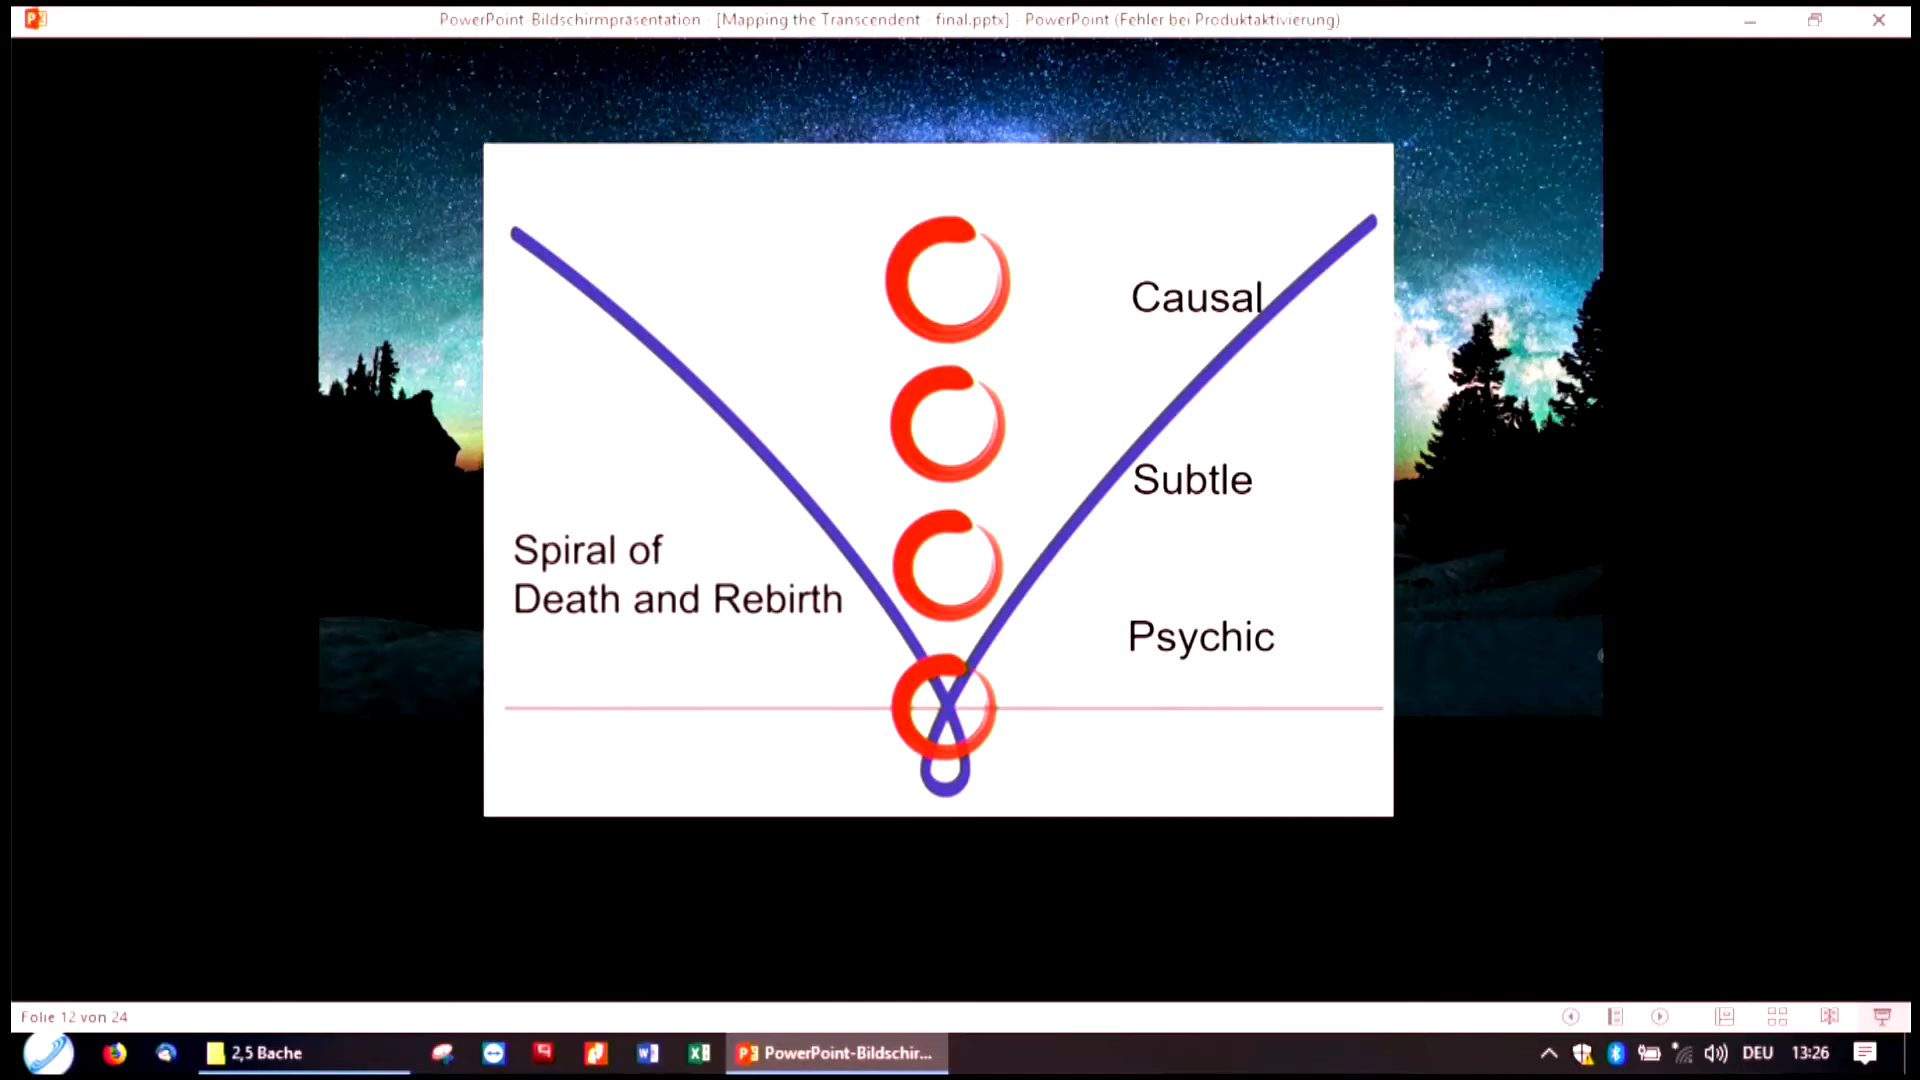 PowerPoint-Bildschirmpräsentation - [Mapping the Transcendent - final.pptx] - PowerPoint (Fehler bei Produktaktivierung)
Causal
Subtle
Spiral of
Death and Rebirth
Psychic
Folie 12 von 24
2,5 Bache
PowerPoint-Bildschir...
DEU
13:26